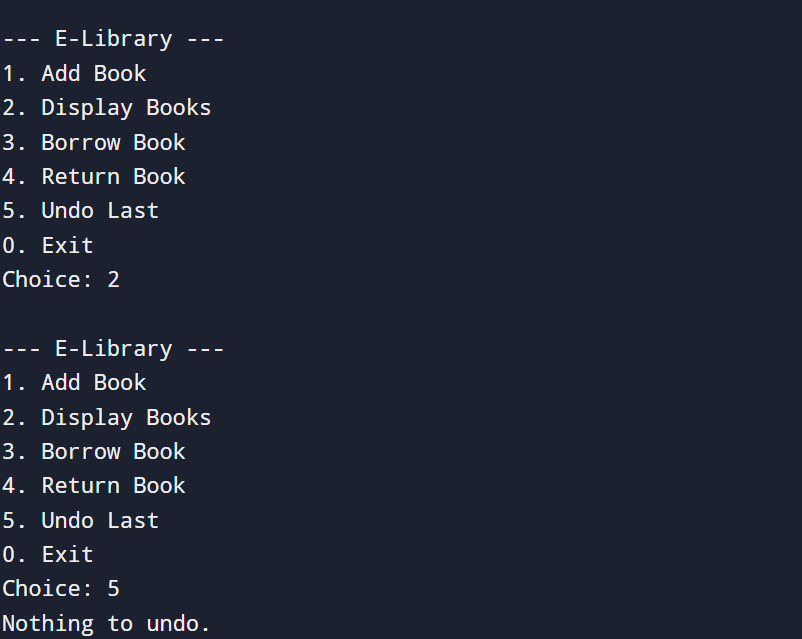 --- E-Library ---
1. Add Book
2. Display Books
3. Borrow Book
4. Return Book
5. Undo Last
0. Exit
Choice: 2
--- E-Library ---
1. Add Book
2. Display Books
3. Borrow Book
4. Return Book
5. Undo Last
0. Exit
Choice: 5
Nothing to undo.